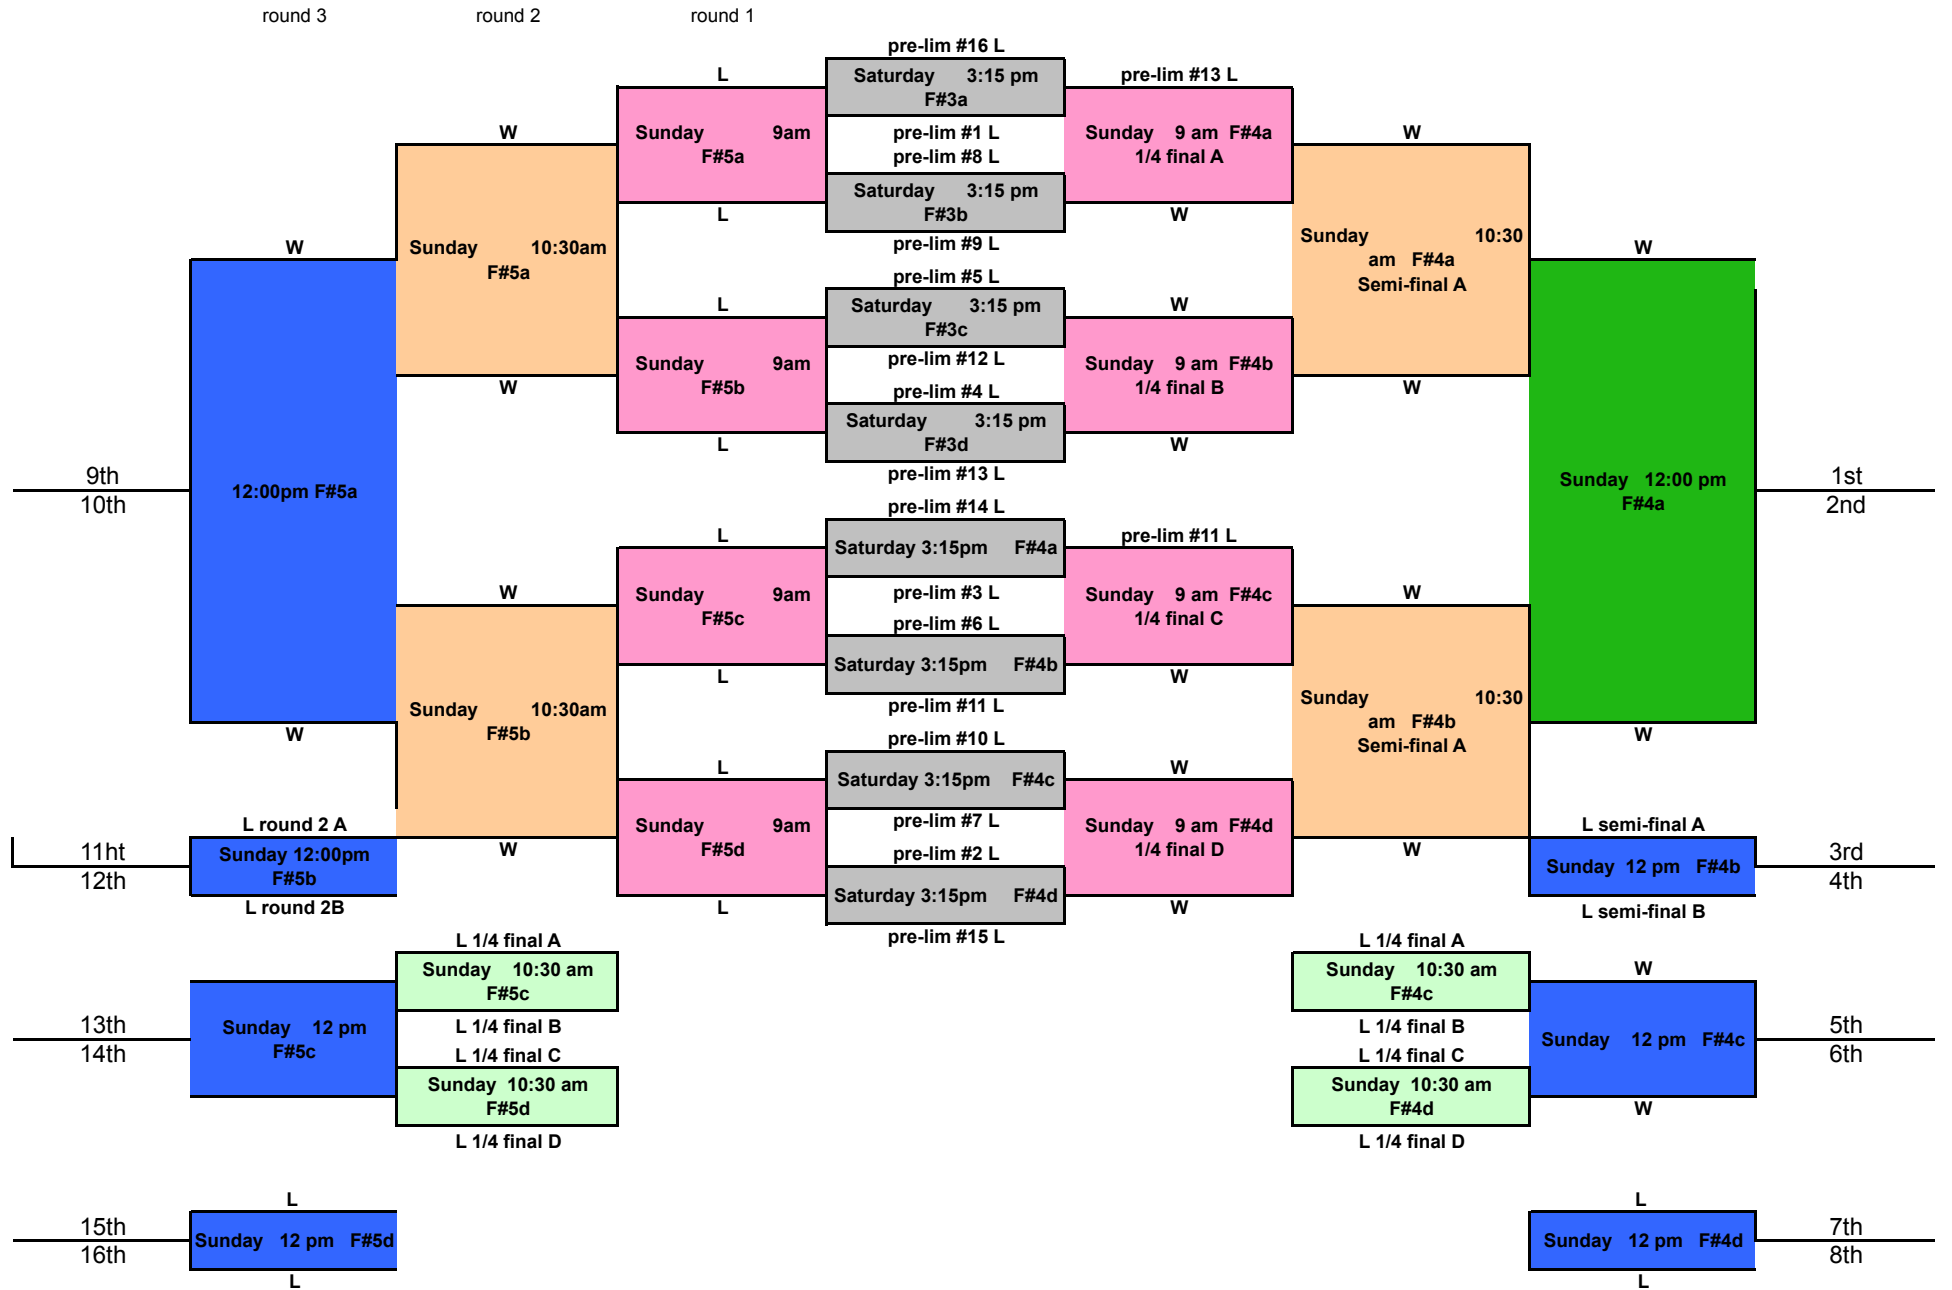 round 3
round 2
round 1
pre-lim #16 L
L
Saturday 3:15 pm
F#3a
pre-lim #13 L
W
Sunday 9am
F#5a
pre-lim #1 L
pre-lim #8 L
Sunday 9 am F#4a
1/4 final A
W
L
Saturday 3:15 pm
F#3b
W
pre-lim #9 L
W
Sunday 10:30am
F#5a
Sunday 10:30
am F#4a
Semi-final A
W
pre-lim #5 L
L
Saturday 3:15 pm
F#3c
W
Sunday 9am
F#5b
pre-lim #12 L
Sunday 9 am F#4b
1/4 final B
W
pre-lim #4 L
W
L
Saturday 3:15 pm
F#3d
W
pre-lim #13 L
9th
10th
12:00pm F#5a
Sunday 12:00 pm
F#4a
1st
2nd
pre-lim #14 L
L
Saturday 3:15pm F#4a
pre-lim #11 L
W
Sunday 9am
F#5c
pre-lim #3 L
pre-lim #6 L
Sunday 9 am F#4c
1/4 final C
W
L
Saturday 3:15pm F#4b
W
pre-lim #11 L
W
Sunday 10:30am
F#5b
Sunday 10:30
am F#4b
Semi-final A
W
pre-lim #10 L
L
Saturday 3:15pm F#4c
W
L round 2 A
Sunday 9am
F#5d
pre-lim #7 L
Sunday 9 am F#4d
1/4 final D
L semi-final A
11ht
12th
Sunday 12:00pm
F#5b
W
pre-lim #2 L
W
Sunday 12 pm F#4b
3rd
4th
L round 2B
L
Saturday 3:15pm F#4d
W
L semi-final B
pre-lim #15 L
L 1/4 final A
L 1/4 final A
Sunday 10:30 am
F#5c
Sunday 10:30 am
F#4c
W
13th
14th
Sunday 12 pm
F#5c
L 1/4 final B
L 1/4 final C
L 1/4 final B
L 1/4 final C
Sunday 12 pm F#4c
5th
6th
Sunday 10:30 am
F#5d
Sunday 10:30 am
F#4d
W
L 1/4 final D
L 1/4 final D
L
L
15th
16th
Sunday 12 pm F#5d
Sunday 12 pm F#4d
7th
8th
L
L